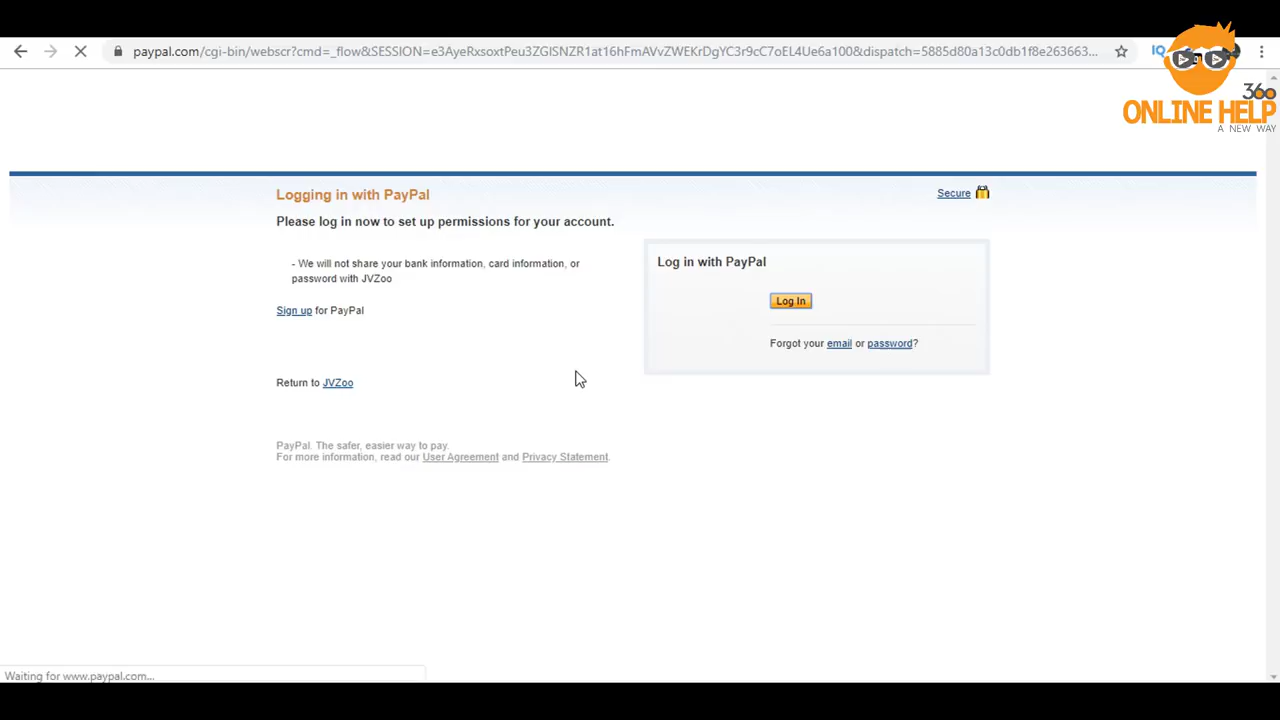 paypal.com/cgi-bin/webscr?cmd=_flow&SESSION=e3AyeRxsoxtPeu3ZGlSNZR1at16hFmAVvZWEKrDgYC3r9cC7oEL4Ue6a100&dispatch=5885d80a13c0db1f8e263663...
IQ
360
ONLINE HELP
A NEW WAY
Logging in with PayPal
Secure
Please log in now to set up permissions for your account.
- We will not share your bank information, card information, or
password with JVZoo
Sign up for PayPal
Log in with PayPal
Log In
Forgot your email or password?
Return to JVZoo
PayPal. The safer, easier way to pay.
For more information, read our User Agreement and Privacy Statement.
Waiting for www.paypal.com...